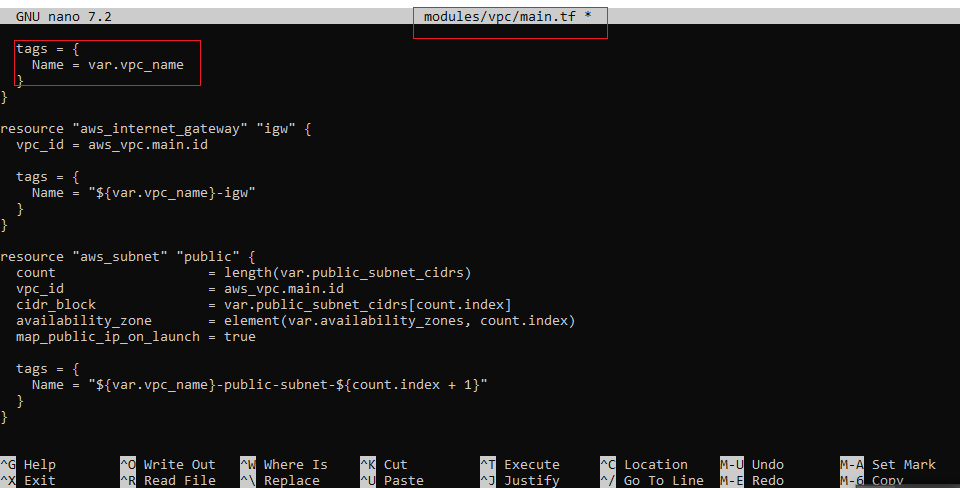 GNU nano 7.2 modules/vpc/main.tf *
  tags = {
    Name = var.vpc_name
  }
}
resource "aws_internet_gateway" "igw" {
  vpc_id = aws_vpc.main.id
  tags = {
    Name = "${var.vpc_name}-igw"
  }
}
resource "aws_subnet" "public" {
  count                   = length(var.public_subnet_cidrs)
  vpc_id                  = aws_vpc.main.id
  cidr_block              = var.public_subnet_cidrs[count.index]
  availability_zone       = element(var.availability_zones, count.index)
  map_public_ip_on_launch = true
  tags = {
    Name = "${var.vpc_name}-public-subnet-${count.index + 1}"
  }
}
^G Help ^O Write Out ^W Where Is ^K Cut ^T Execute ^C Location M-U Undo M-A Set Mark
^X Exit ^R Read File ^\ Replace ^U Paste ^J Justify ^/ Go To Line M-E Redo M-6 Copy